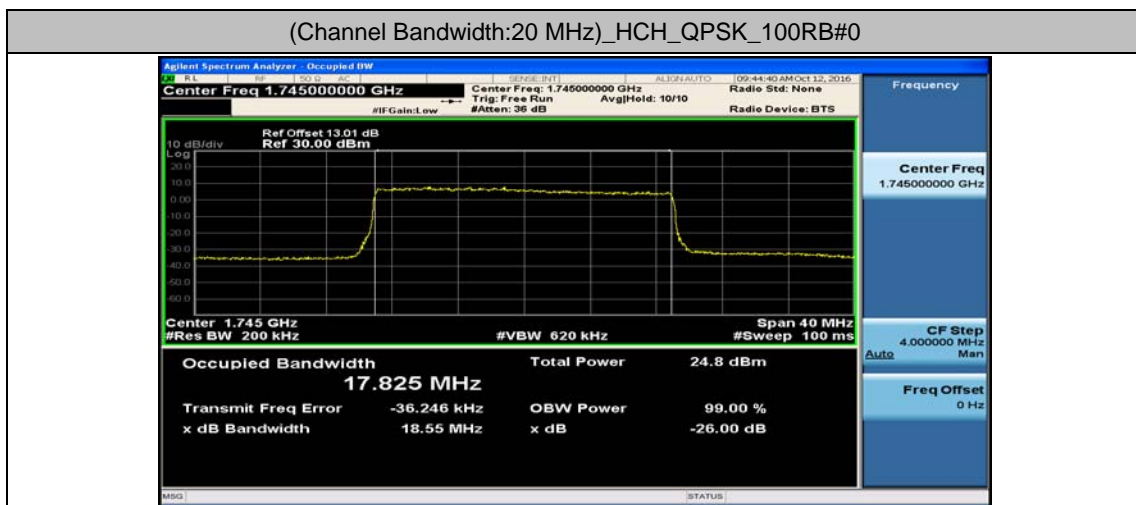 (Channel Bandwidth:20 MHz)_HCH_QPSK_100RB#0
Agilent Spectrum Analyzer - Occupied BW
RL RF 50 Ω AC SENSE:INT ALIGN AUTO 09:44:40 AM Oct 12, 2016
Center Freq 1.745000000 GHz
Center Freq: 1.745000000 GHz
Radio Std: None
Trig: Free Run Avg|Hold: 10/10
#IFGain:Low #Atten: 36 dB Radio Device: BTS
Frequency
Ref Offset 13.01 dB
10 dB/div Ref 30.00 dBm
Log
20.0
10.0
0.00
-10.0
-20.0
-30.0
-40.0
-50.0
-60.0
Center 1.745 GHz Span 40 MHz
#Res BW 200 kHz #VBW 620 kHz #Sweep 100 ms
Center Freq
1.745000000 GHz
CF Step
4.000000 MHz
Auto Man
Freq Offset
0 Hz
Occupied Bandwidth Total Power 24.8 dBm
17.825 MHz
Transmit Freq Error -36.246 kHz OBW Power 99.00 %
x dB Bandwidth 18.55 MHz x dB -26.00 dB
MSG STATUS